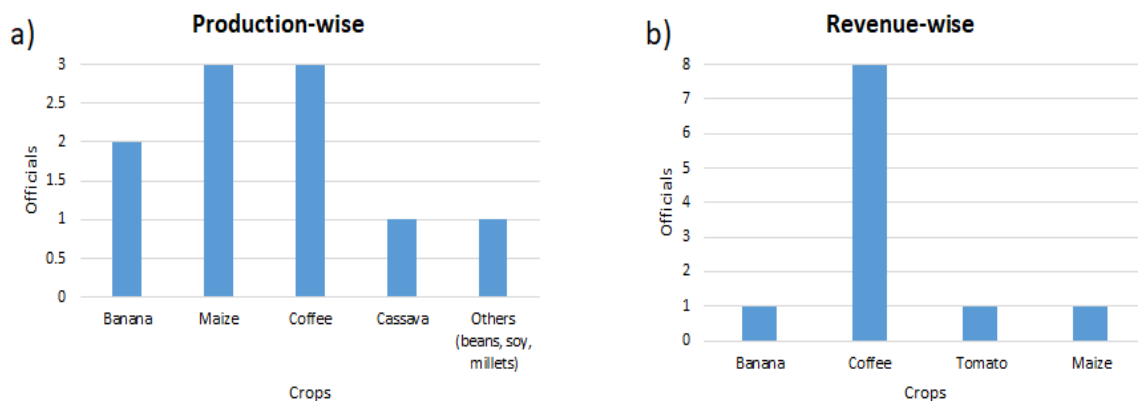 a)
Production-wise
Officials
3
2.5
2
1.5
1
0.5
0
Banana
Maize
Coffee
Cassava
Others
(beans, soy,
millets)
Crops
b)
Revenue-wise
Officials
8
7
6
5
4
3
2
1
0
Banana
Coffee
Tomato
Maize
Crops